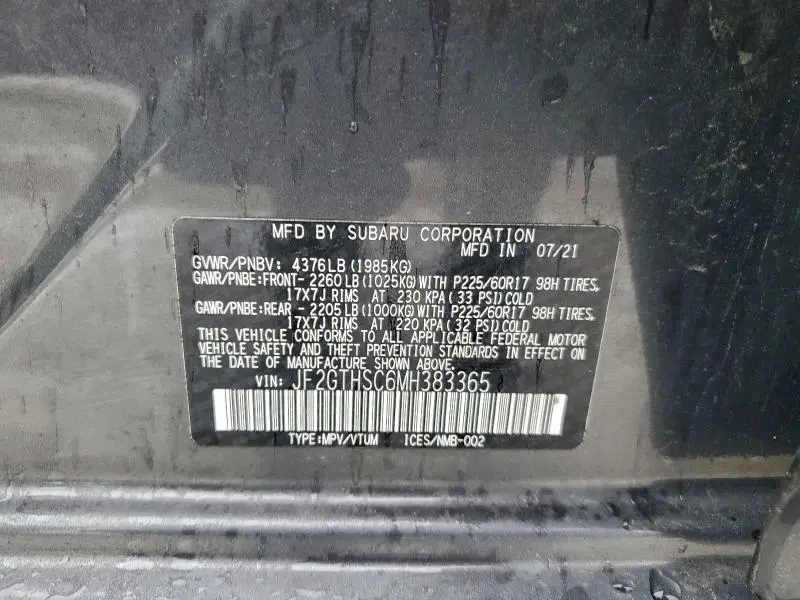 MFD BY SUBARU CORPORATION
MFD IN 07/21
GVWR/PNBV: 4376LB(1985KG)
GAWR/PNBE:FRONT- 2260LB(1025KG)WITH P225/60R17 98H TIRES,
17X7J RIMS AT 230 KPA(33 PSI)COLD
GAWR/PNBE:REAR - 2205LB(1000KG)WITH P225/60R17 98H TIRES,
17X7J RIMS AT 220 KPA(32 PSI)COLD
THIS VEHICLE CONFORMS TO ALL APPLICABLE FEDERAL MOTOR
VEHICLE SAFETY AND THEFT PREVENTION STANDARDS IN EFFECT ON
THE DATE OF MANUFACTURE SHOWN ABOVE.
VIN: JF2GTHSC6MH383365
TYPE:MPV/VTUM ICES/NMB-002